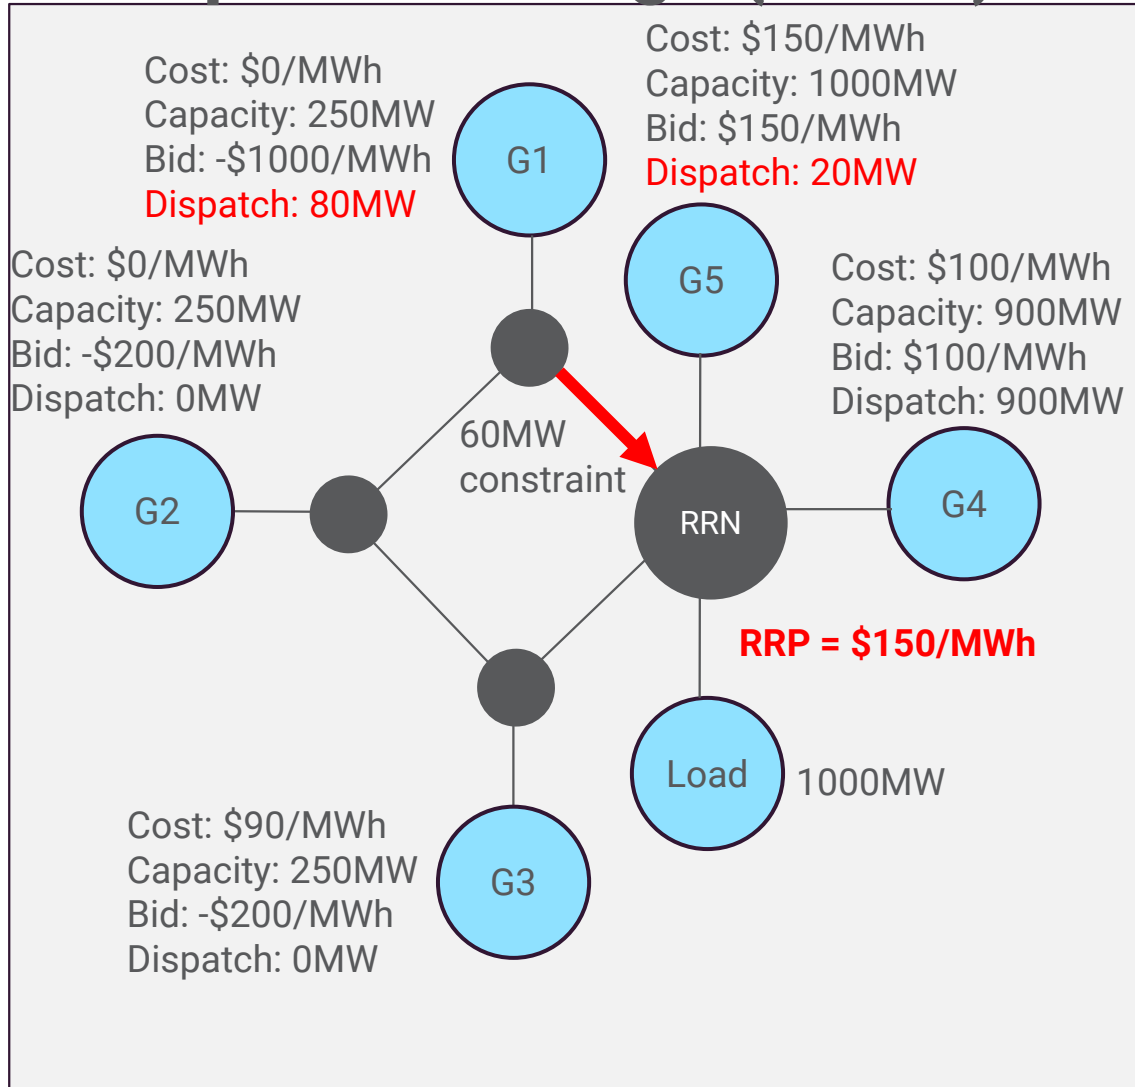 Cost: $0/MWh
Capacity: 250MW
Bid: -$1000/MWh
Dispatch: 80MW
G1
Cost: $150/MWh
Capacity: 1000MW
Bid: $150/MWh
Dispatch: 20MW
G5
Cost: $0/MWh
Capacity: 250MW
Bid: -$200/MWh
Dispatch: 0MW
G2
Cost: $100/MWh
Capacity: 900MW
Bid: $100/MWh
Dispatch: 900MW
G4
60MW
constraint
RRN
RRP = $150/MWh
Load
1000MW
Cost: $90/MWh
Capacity: 250MW
Bid: -$200/MWh
Dispatch: 0MW
G3